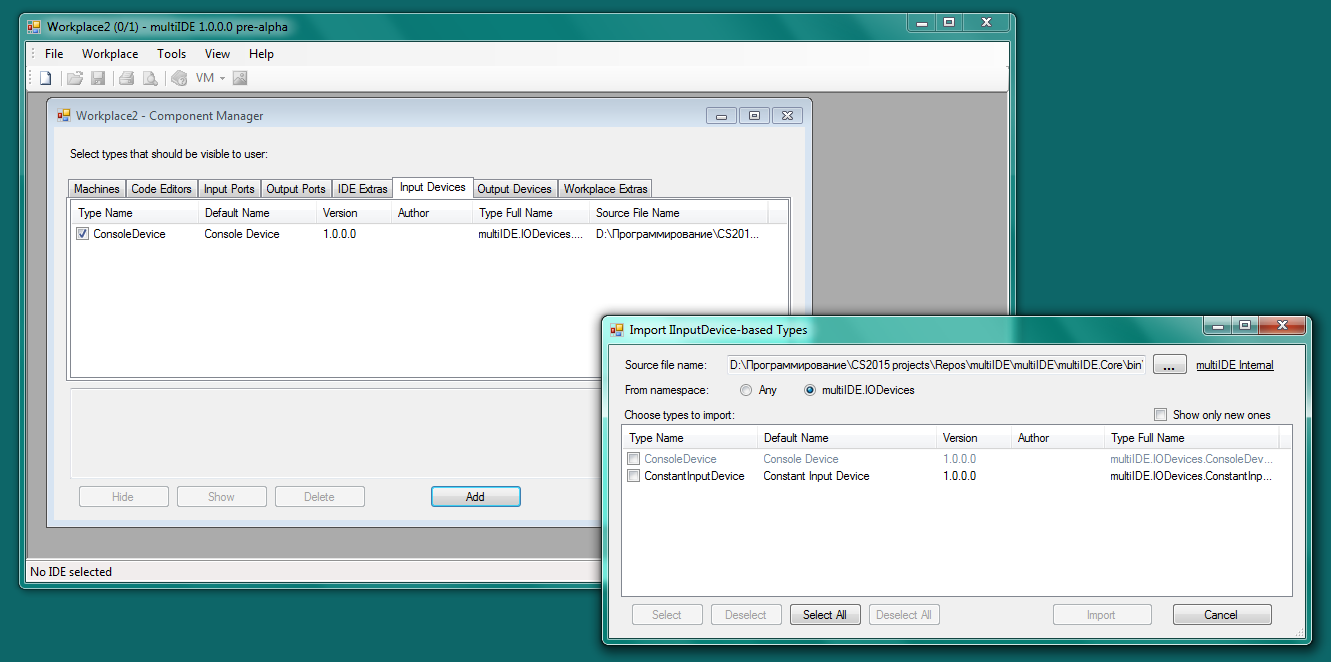 Workplace2 (0/1) - multiIDE 1.0.0.0 pre-alpha
File Workplace Tools View Help
VM
Workplace2 - Component Manager
Select types that should be visible to user:
Machines Code Editors Input Ports Output Ports IDE Extras Input Devices Output Devices Workplace Extras
Type Name Default Name Version Author Type Full Name Source File Name
ConsoleDevice Console Device 1.0.0.0 multiIDE.IODevices.... D:\Программирование\CS201...
Hide Show Delete Add
No IDE selected
Import IInputDevice-based Types
Source file name: D:\Программирование\CS2015 projects\Repos\multiIDE\multiIDE\multiIDE.Core\bin\ ... multiIDE Internal
From namespace: Any multiIDE.IODevices
Choose types to import: Show only new ones
Type Name Default Name Version Author Type Full Name
ConsoleDevice Console Device 1.0.0.0 multiIDE.IODevices.ConsoleDev...
ConstantInputDevice Constant Input Device 1.0.0.0 multiIDE.IODevices.ConstantInp...
Select Deselect Select All Deselect All Import Cancel